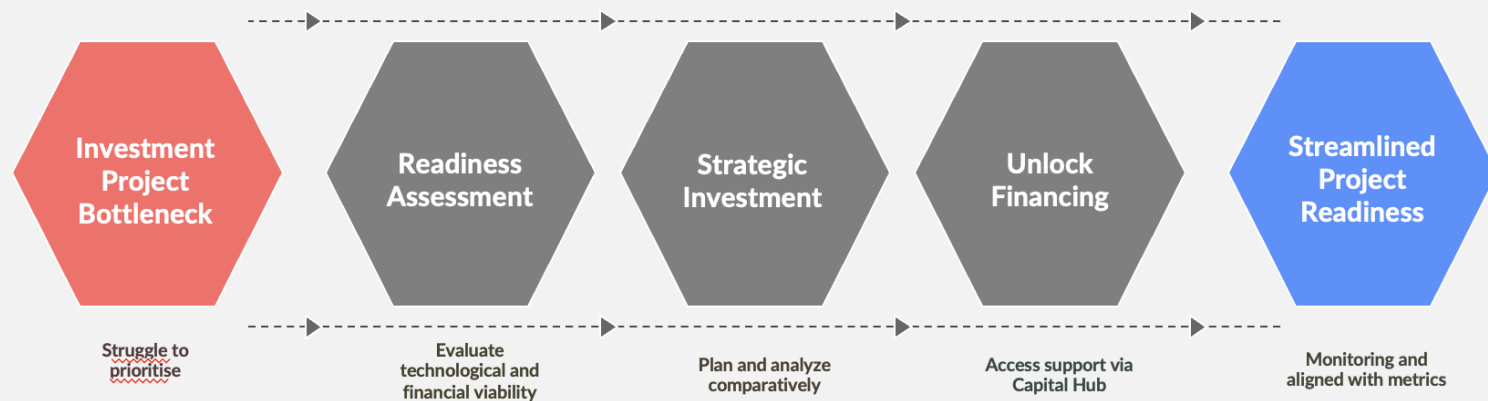 Investment
Project
Bottleneck
Readiness
Assessment
Strategic
Investment
Unlock
Financing
Streamlined
Project
Readiness
Struggle to
prioritise
Evaluate
technological and
financial viability
Plan and analyze
comparatively
Access support via
Capital Hub
Monitoring and
aligned with metrics